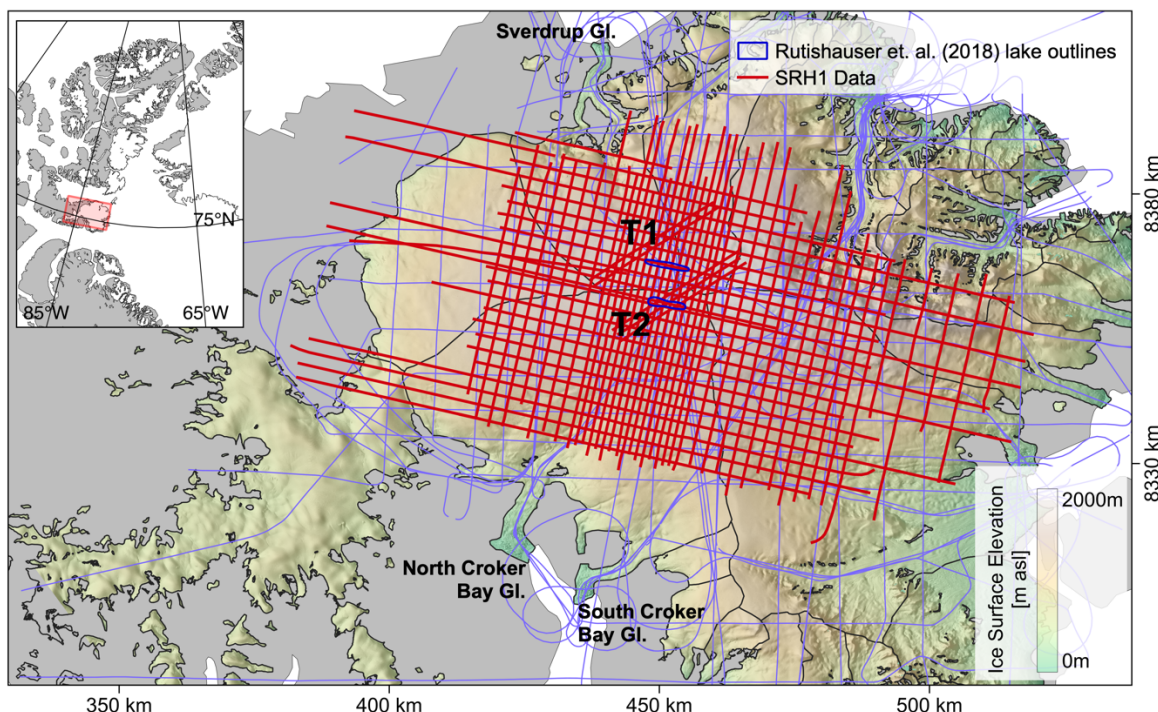 Sverdrup Gl.
Rutishauser et. al. (2018) lake outlines
SRH1 Data
75°N
85°W
65°W
T1
T2
8380 km
8330 km
North Croker
Bay Gl.
South Croker
Bay Gl.
Ice Surface Elevation
[m asl]
2000m
0m
350 km
400 km
450 km
500 km